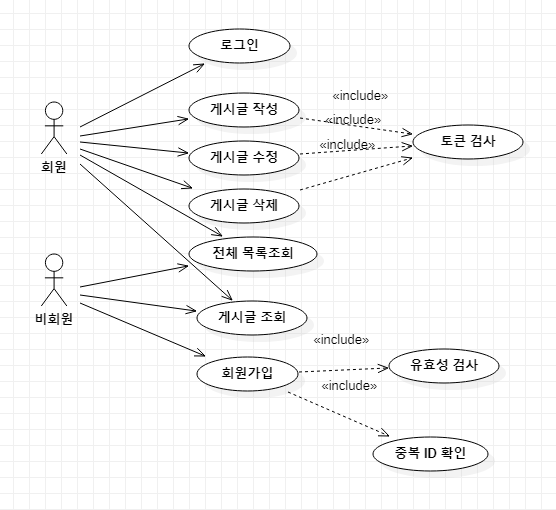 로그인
게시글 작성
«include»
«include»
게시글 수정
«include»
토큰 검사
회원
게시글 삭제
전체 목록조회
비회원
게시글 조회
«include»
회원가입
유효성 검사
«include»
중복 ID 확인